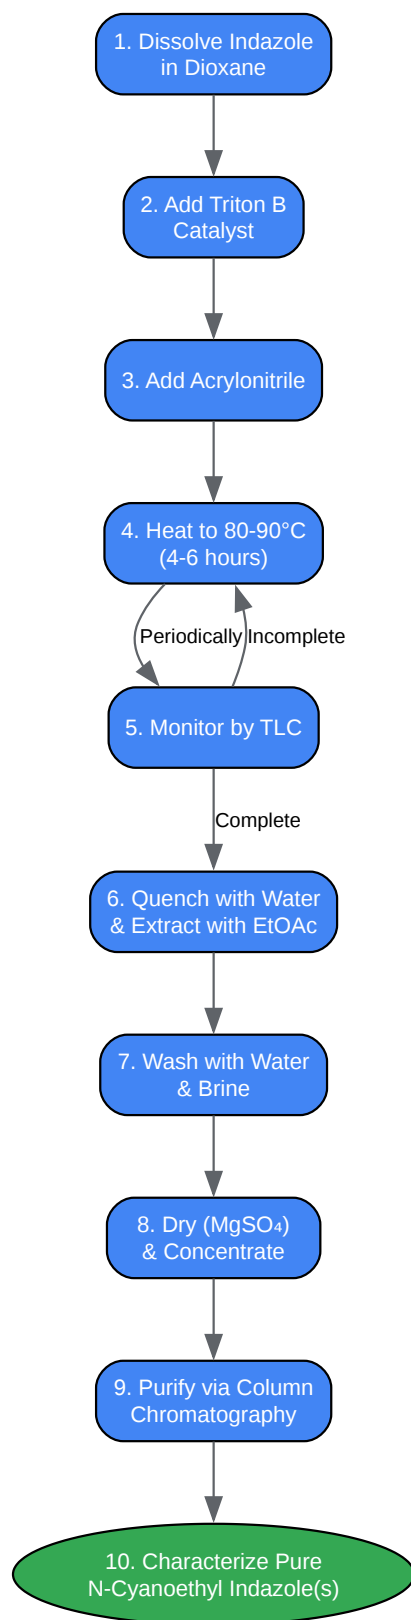 1. Dissolve Indazole
in Dioxane
2. Add Triton B
Catalyst
3. Add Acrylonitrile
4. Heat to 80-90°C
(4-6 hours)
Periodically
Incomplete
5. Monitor by TLC
Complete
6. Quench with Water
& Extract with EtOAc
7. Wash with Water
& Brine
8. Dry (MgSO₄)
& Concentrate
9. Purify via Column
Chromatography
10. Characterize Pure
N-Cyanoethyl Indazole(s)